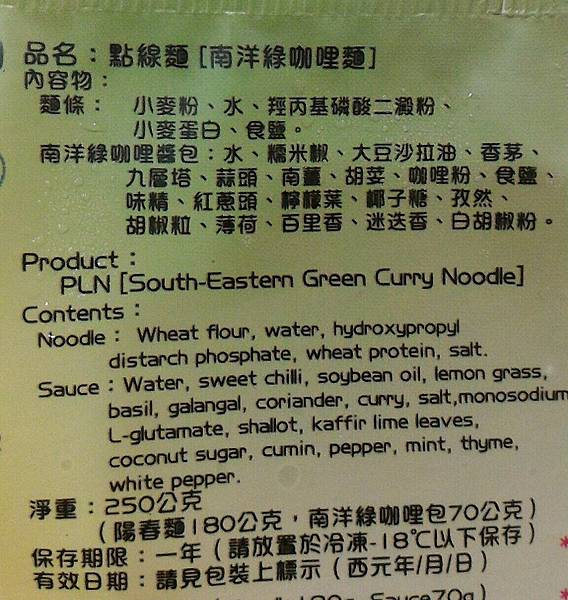 品名：點線麵 [南洋綠咖哩麵]
內容物：
麵條： 小麥粉、水、羥丙基磷酸二澱粉、
小麥蛋白、食鹽。
南洋綠咖哩醬包：水、糯米椒、大豆沙拉油、香茅、
九層塔、蒜頭、南薑、胡荽、咖哩粉、食鹽、
味精、紅蔥頭、檸檬葉、椰子糖、孜然、
胡椒粒、薄荷、百里香、迷迭香、白胡椒粉。
Product：
PLN [South-Eastern Green Curry Noodle]
Contents：
Noodle： Wheat flour, water, hydroxypropyl
distarch phosphate, wheat protein, salt.
Sauce：Water, sweet chilli, soybean oil, lemon grass,
basil, galangal, coriander, curry, salt,monosodium
L-glutamate, shallot, kaffir lime leaves,
coconut sugar, cumin, pepper, mint, thyme,
white pepper.
淨重：250公克
（陽春麵180公克，南洋綠咖哩包70公克）
保存期限：一年（請放置於冷凍-18℃以下保存）
有效日期：請見包裝上標示（西元年/月/日）
Sauce70g)